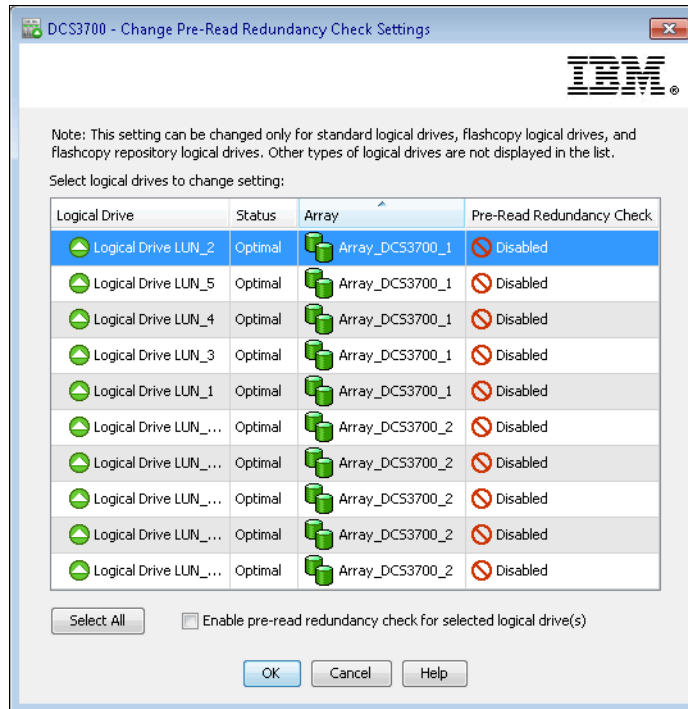 DCS3700 - Change Pre-Read Redundancy Check Settings
IBM®
Note: This setting can be changed only for standard logical drives, flashcopy logical drives, and
flashcopy repository logical drives. Other types of logical drives are not displayed in the list.
Select logical drives to change setting:
Logical Drive Status Array Pre-Read Redundancy Check
Logical Drive LUN_2 Optimal Array_DCS3700_1 Disabled
Logical Drive LUN_5 Optimal Array_DCS3700_1 Disabled
Logical Drive LUN_4 Optimal Array_DCS3700_1 Disabled
Logical Drive LUN_3 Optimal Array_DCS3700_1 Disabled
Logical Drive LUN_1 Optimal Array_DCS3700_1 Disabled
Logical Drive LUN_... Optimal Array_DCS3700_2 Disabled
Logical Drive LUN_... Optimal Array_DCS3700_2 Disabled
Logical Drive LUN_... Optimal Array_DCS3700_2 Disabled
Logical Drive LUN_... Optimal Array_DCS3700_2 Disabled
Logical Drive LUN_... Optimal Array_DCS3700_2 Disabled
Select All Enable pre-read redundancy check for selected logical drive(s)
OK Cancel Help